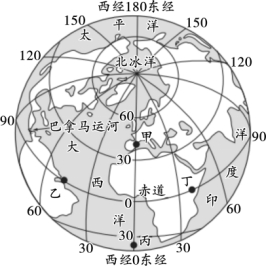 西经180°东经
150 太 平 洋 150
120 北冰洋 120
90 60 90
巴拿马运河 甲 洋
大 30 度
乙 西 赤道 丁 印
60 0 60
洋
30 30 丙 30
西经0东经